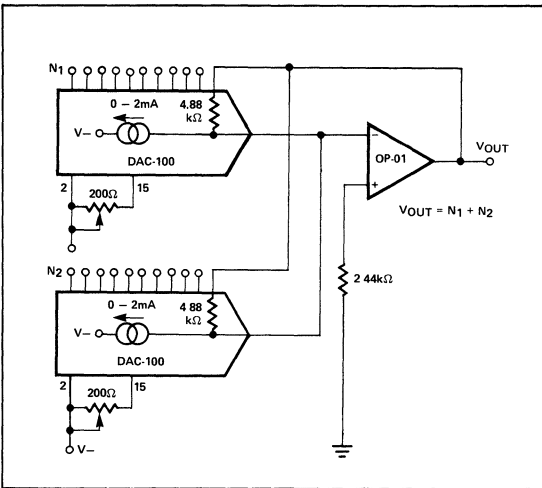 N1
0 – 2mA
4.88
kΩ
V–
DAC-100
2
200Ω
15
–
OP-01
+
VOUT
VOUT = N1 + N2
N2
0 – 2mA
4 88
kΩ
V–
DAC-100
2
200Ω
15
V–
2 44kΩ